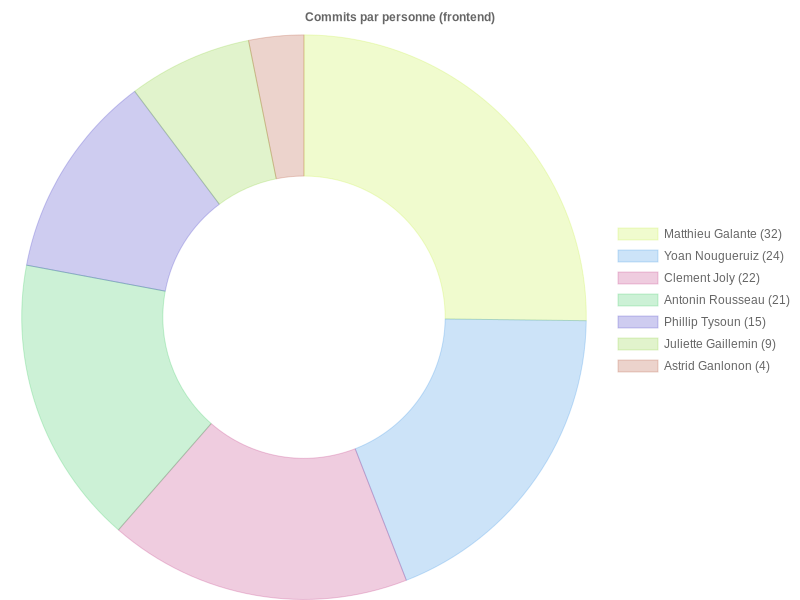 Commits par personne (frontend)
Matthieu Galante (32)
Yoan Nougueruiz (24)
Clement Joly (22)
Antonin Rousseau (21)
Phillip Tysoun (15)
Juliette Gaillemin (9)
Astrid Ganlonon (4)